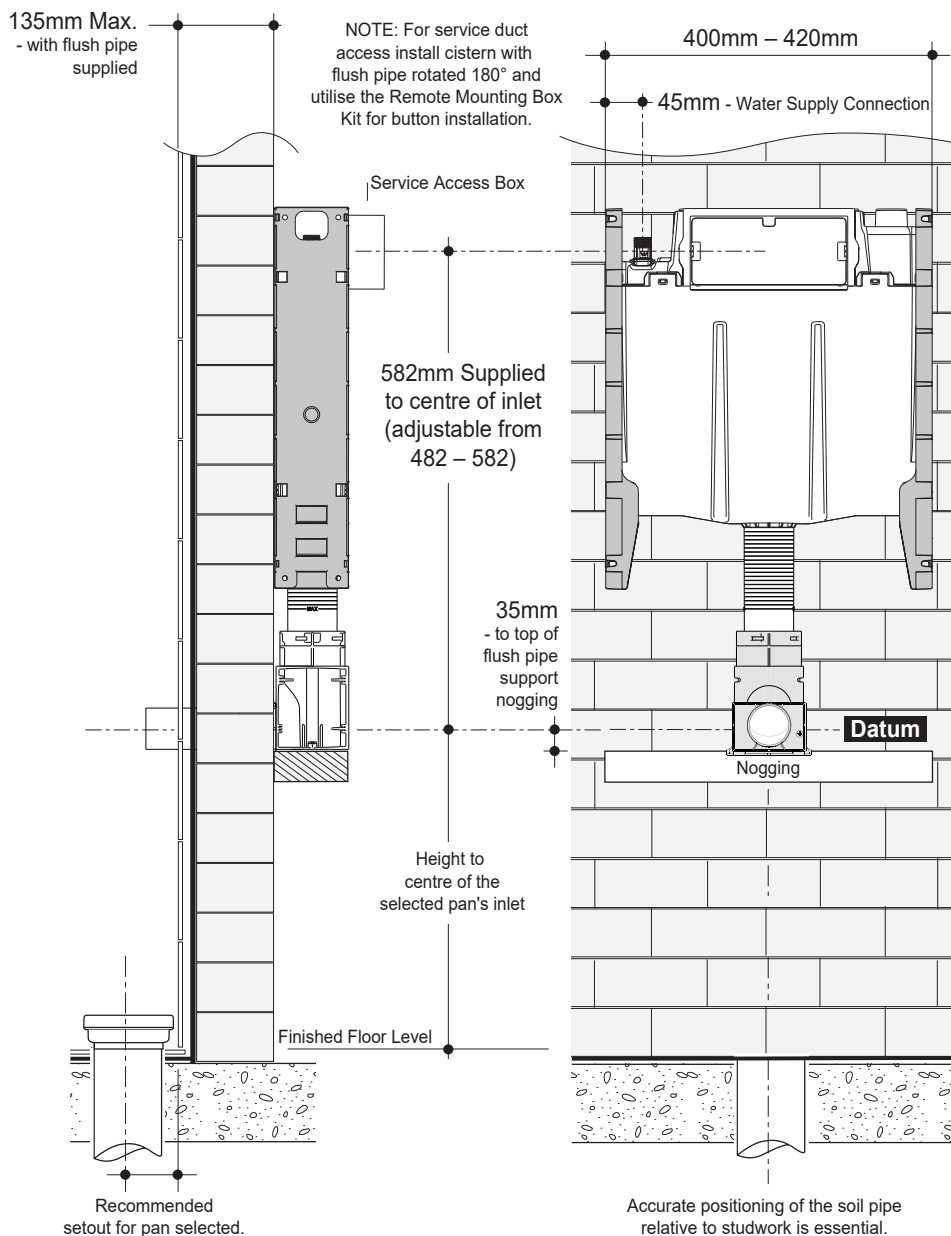 135mm Max.
- with flush pipe
supplied
NOTE: For service duct
access install cistern with
flush pipe rotated 180° and
utilise the Remote Mounting Box
Kit for button installation.
400mm – 420mm
45mm - Water Supply Connection
Service Access Box
582mm Supplied
to centre of inlet
(adjustable from
482 – 582)
MAX
35mm
- to top of
flush pipe
support
nogging
Datum
Nogging
Height to
centre of the
selected pan's inlet
Finished Floor Level
Recommended
setout for pan selected.
Accurate positioning of the soil pipe
relative to studwork is essential.